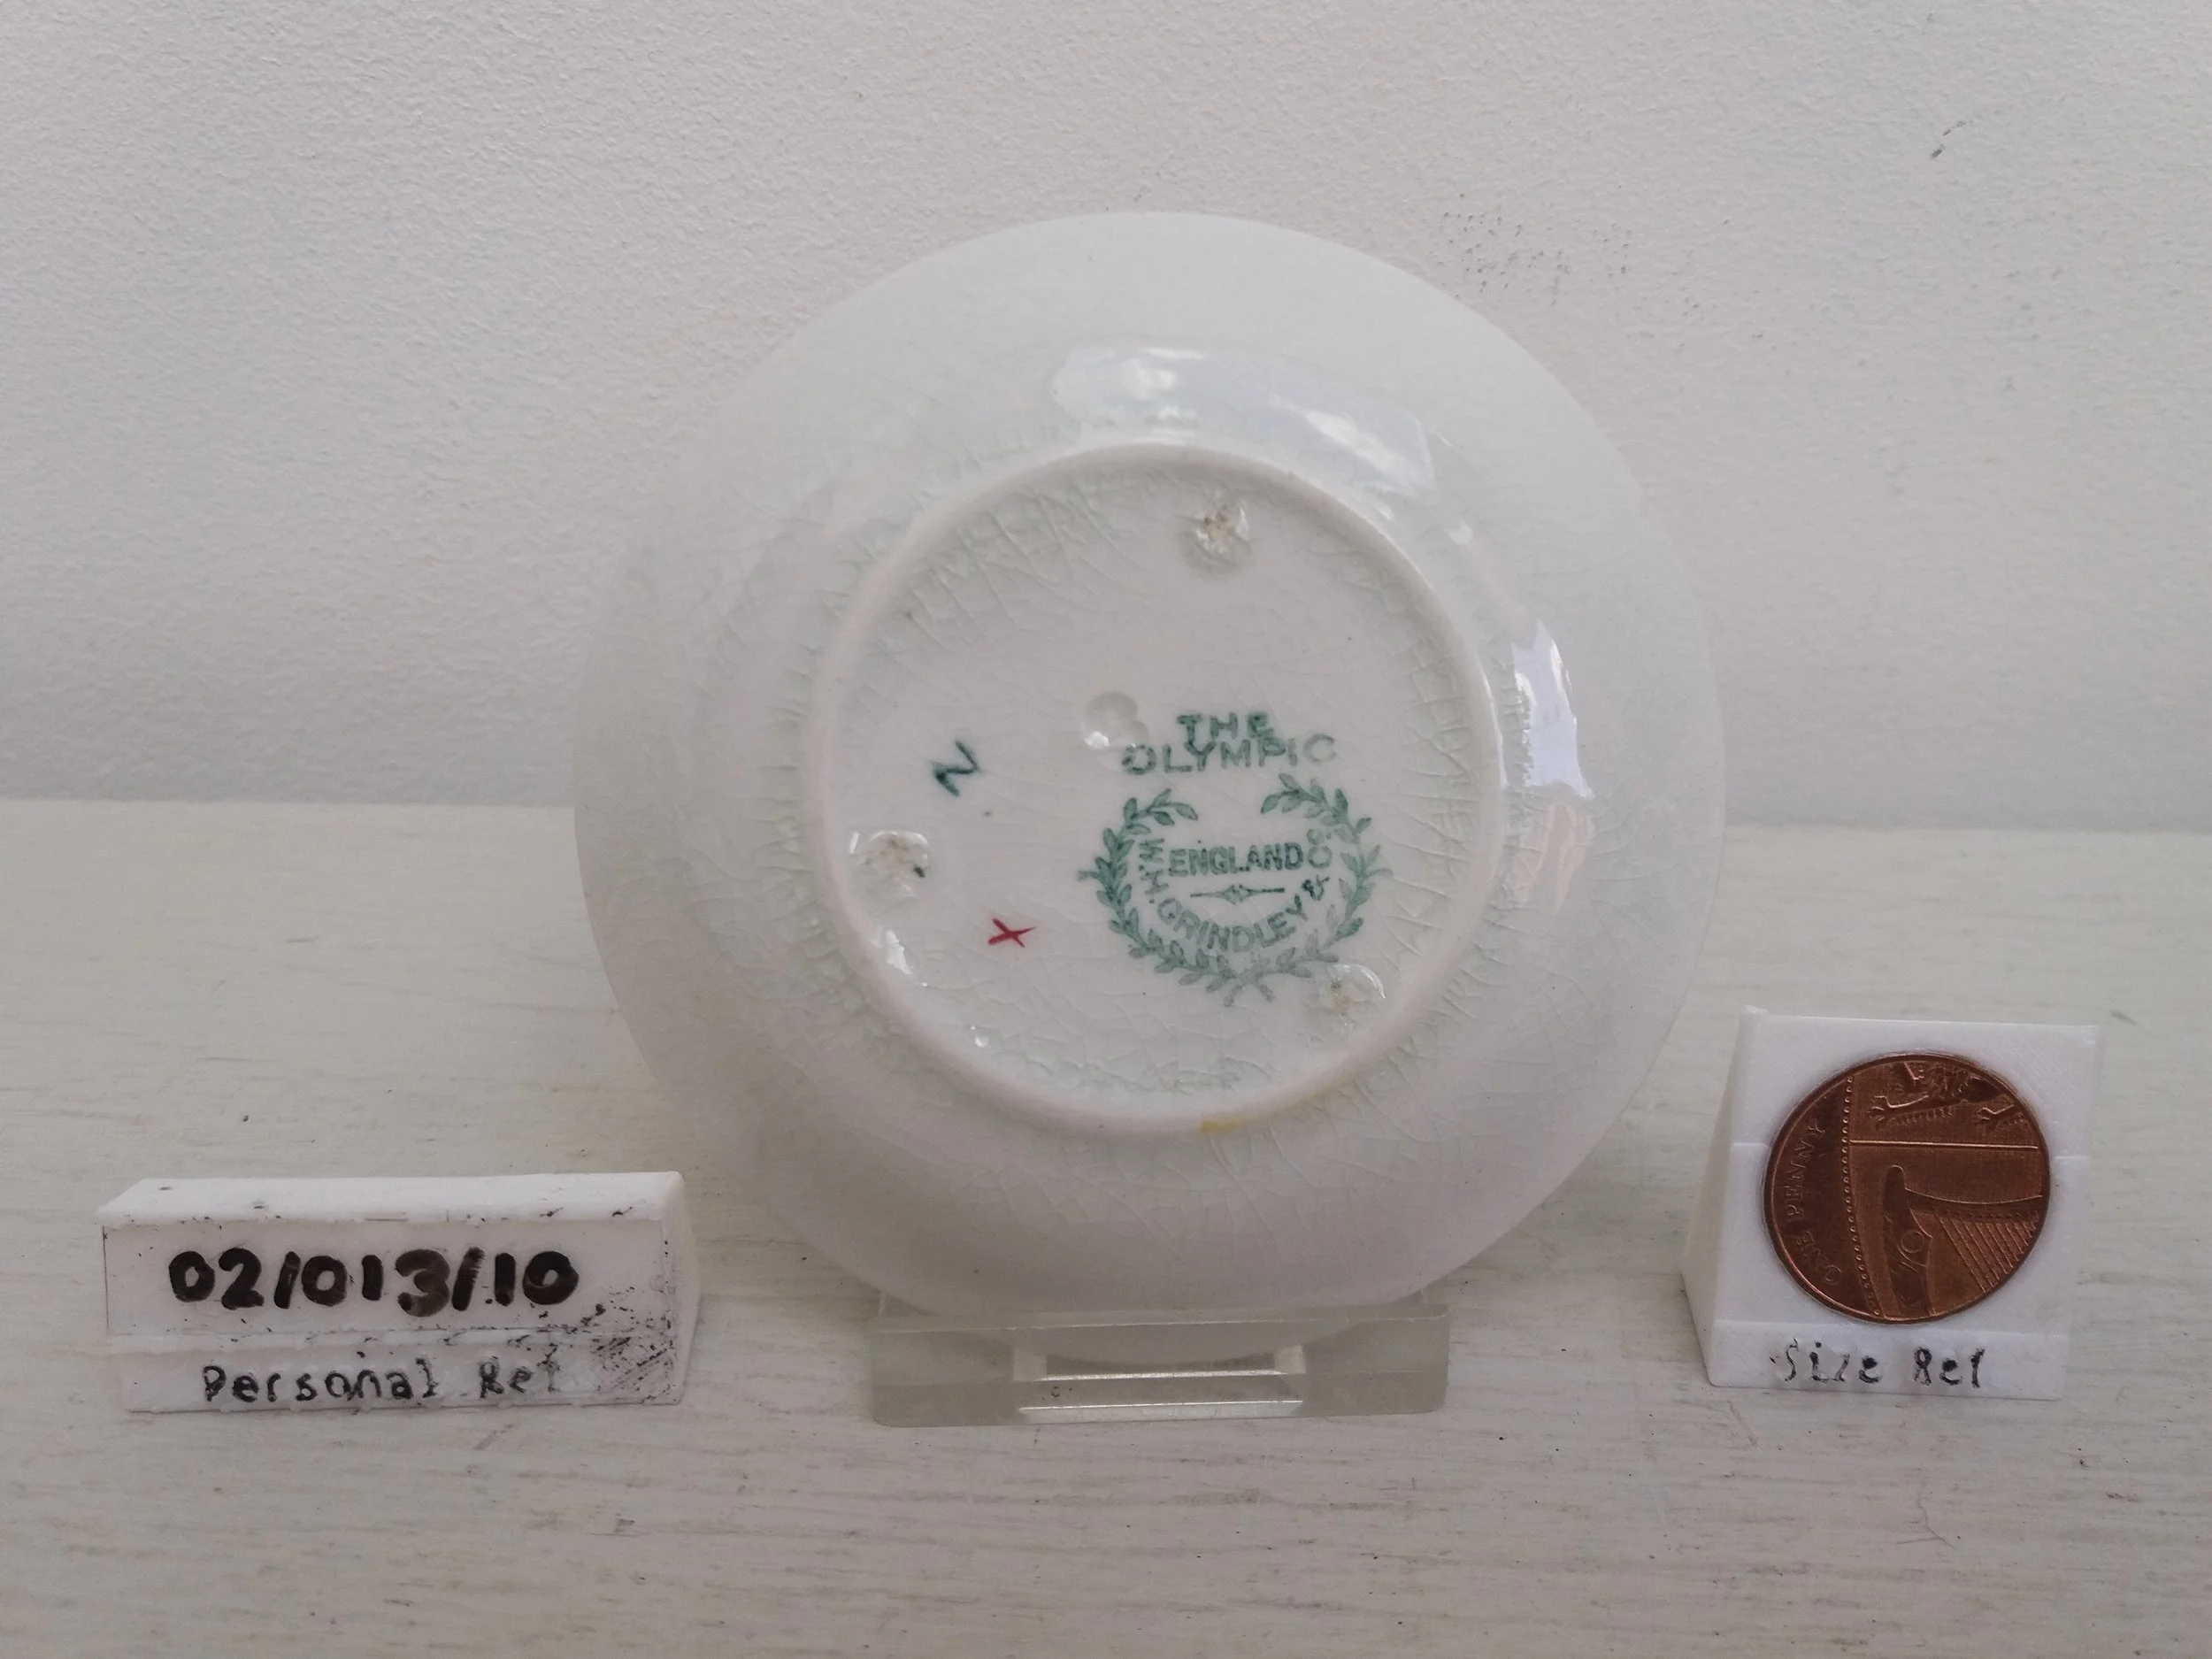 THE
OLYMPIC
ENGLAND
W.H. GRINDLEY & CO
N
X
02/013/10
Personal Ref
ONE PENNY
Size Ref